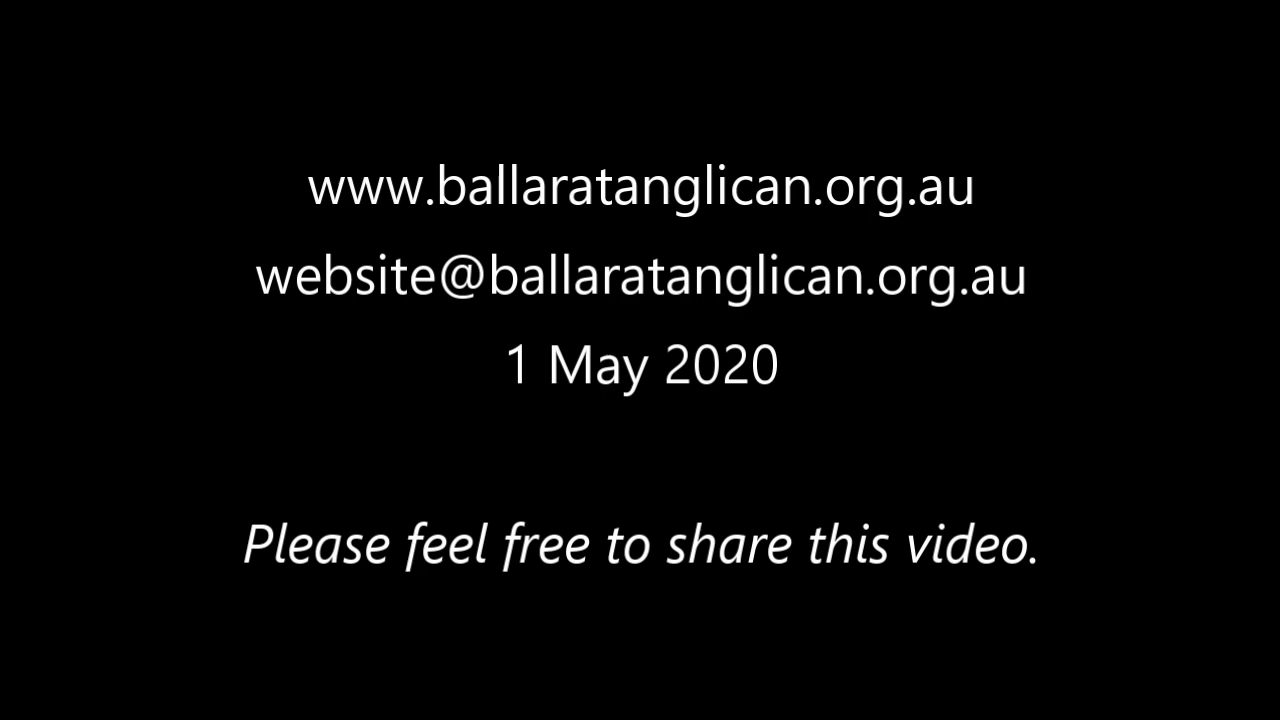 www.ballaratanglican.org.au
website@ballaratanglican.org.au
1 May 2020
Please feel free to share this video.